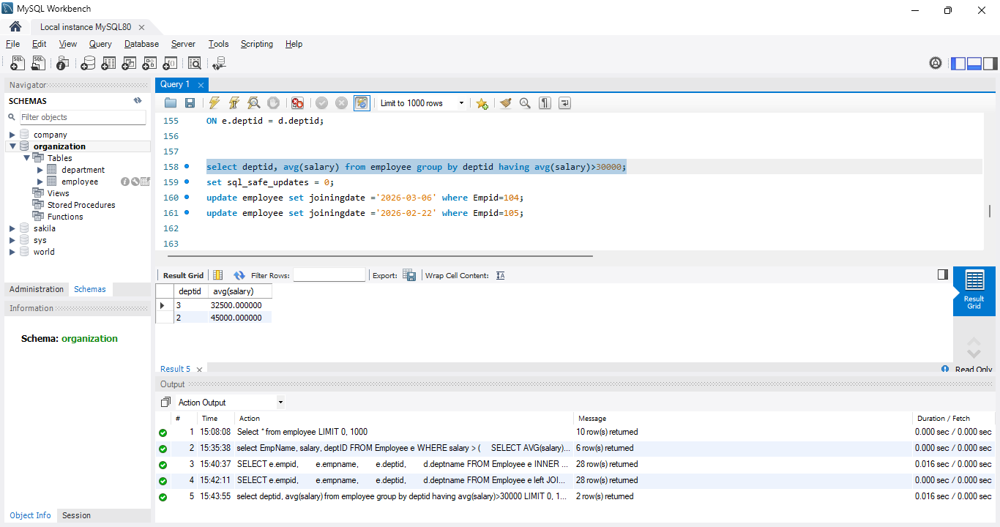 MySQL Workbench
Local instance MySQL80
File Edit View Query Database Server Tools Scripting Help
Navigator
SCHEMAS
Filter objects
company
organization
Tables
department
employee
Views
Stored Procedures
Functions
sakila
sys
world
Administration Schemas
Information
Schema: organization
Object Info Session
Query 1
Limit to 1000 rows
155 ON e.deptid = d.deptid;
156
157
158 select deptid, avg(salary) from employee group by deptid having avg(salary)>30000;
159 set sql_safe_updates = 0;
160 update employee set joiningdate ='2026-03-06' where Empid=104;
161 update employee set joiningdate ='2026-02-22' where Empid=105;
162
163
Result Grid Filter Rows: Export: Wrap Cell Content:
deptid avg(salary)
3 32500.000000
2 45000.000000
Result Grid
Result 5 Read Only
Output
Action Output
# Time Action Message Duration / Fetch
1 15:08:08 Select * from employee LIMIT 0, 1000 10 row(s) returned 0.000 sec / 0.000 sec
2 15:35:38 select EmpName, salary, deptID FROM Employee e WHERE salary > ( SELECT AVG(salary)... 6 row(s) returned 0.000 sec / 0.000 sec
3 15:40:37 SELECT e.empid, e.empname, e.deptid, d.deptname FROM Employee e INNER ... 28 row(s) returned 0.016 sec / 0.000 sec
4 15:42:11 SELECT e.empid, e.empname, e.deptid, d.deptname FROM Employee e left JOI... 28 row(s) returned 0.000 sec / 0.000 sec
5 15:43:55 select deptid, avg(salary) from employee group by deptid having avg(salary)>30000 LIMIT 0, 1... 2 row(s) returned 0.016 sec / 0.000 sec